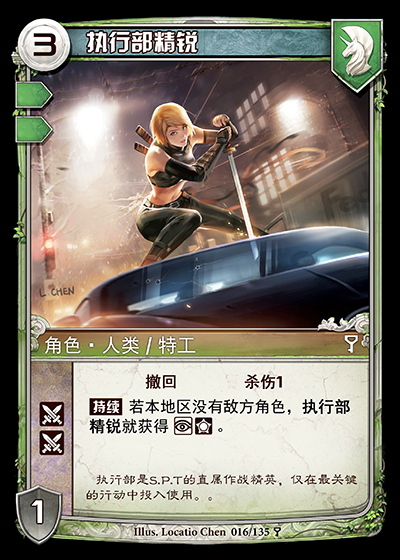 3
执行部精锐
L CHEN
角色·人类/特工
撤回 杀伤1
持续 若本地区没有敌方角色，执行部
精锐就获得 。
执行部是S.P.T的直属作战精英，仅在最关键
的行动中投入使用。。
1
Illus. Locatio Chen 016/135